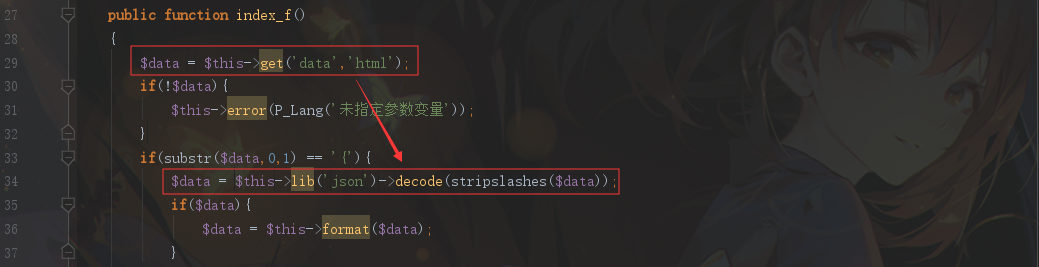 27 public function index_f()
28 {
29 $data = $this->get('data','html');
30 if(!$data){
31 $this->error(P_Lang('未指定参数变量'));
32 }
33 if(substr($data,0,1) == '{'){
34 $data = $this->lib('json')->decode(stripslashes($data));
35 if($data){
36 $data = $this->format($data);
37 }